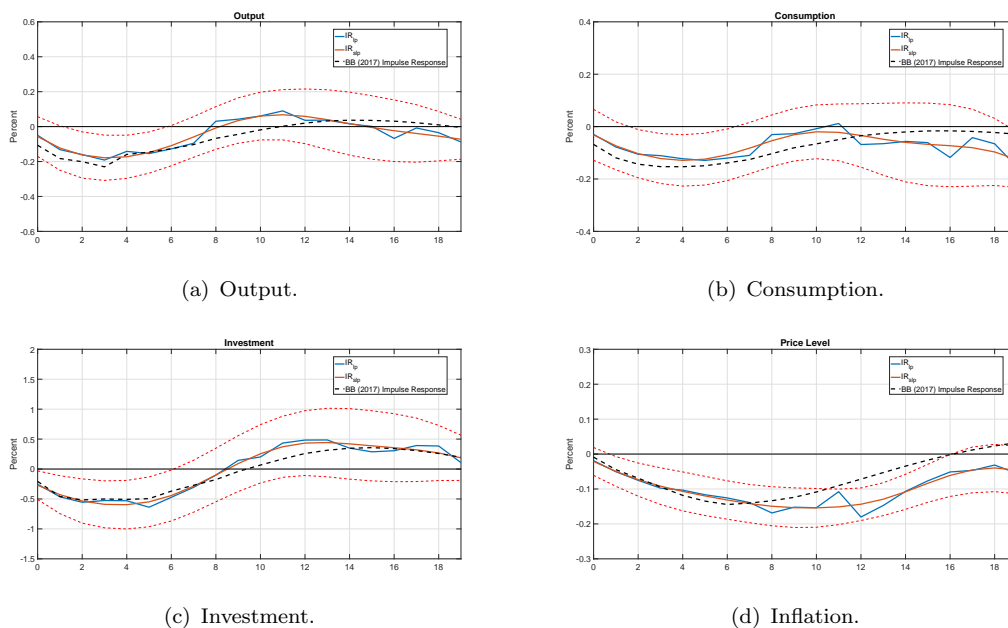 Output
Percent
0.6
0.4
0.2
0
-0.2
-0.4
-0.6
0 2 4 6 8 10 12 14 16 18
IR_lp
IR_slp
BB (2017) Impulse Response
(a) Output.
Consumption
Percent
0.4
0.2
0
-0.2
-0.4
0 2 4 6 8 10 12 14 16 18
IR_lp
IR_slp
BB (2017) Impulse Response
(b) Consumption.
Investment
Percent
2
1.5
1
0.5
0
-0.5
-1
-1.5
0 2 4 6 8 10 12 14 16 18
IR_lp
IR_slp
BB (2017) Impulse Response
(c) Investment.
Price Level
Percent
0.3
0.2
0.1
0
-0.1
-0.2
-0.3
0 2 4 6 8 10 12 14 16 18
IR_lp
IR_slp
BB (2017) Impulse Response
(d) Inflation.